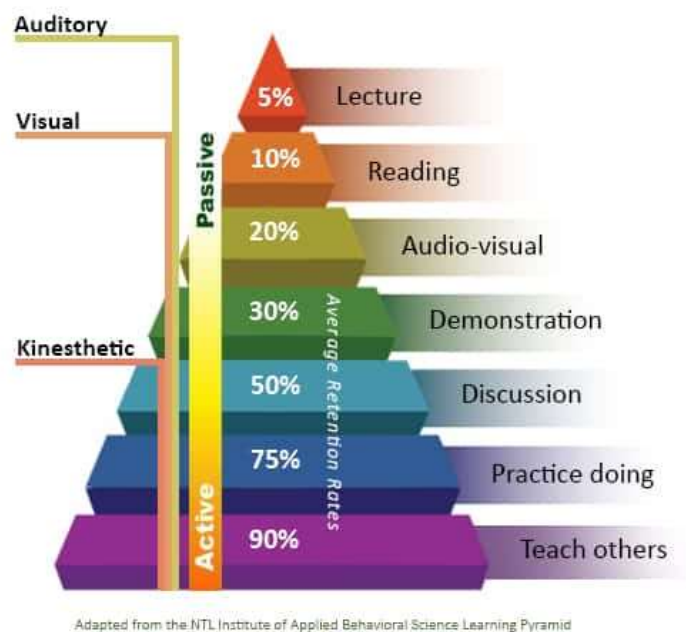 Auditory
5%
Lecture
Visual
Passive
10%
Reading
20%
Audio-visual
30%
Average Retention Rates
Demonstration
Kinesthetic
50%
Discussion
75%
Practice doing
Active
90%
Teach others
Adapted from the NTL Institute of Applied Behavioral Science Learning Pyramid